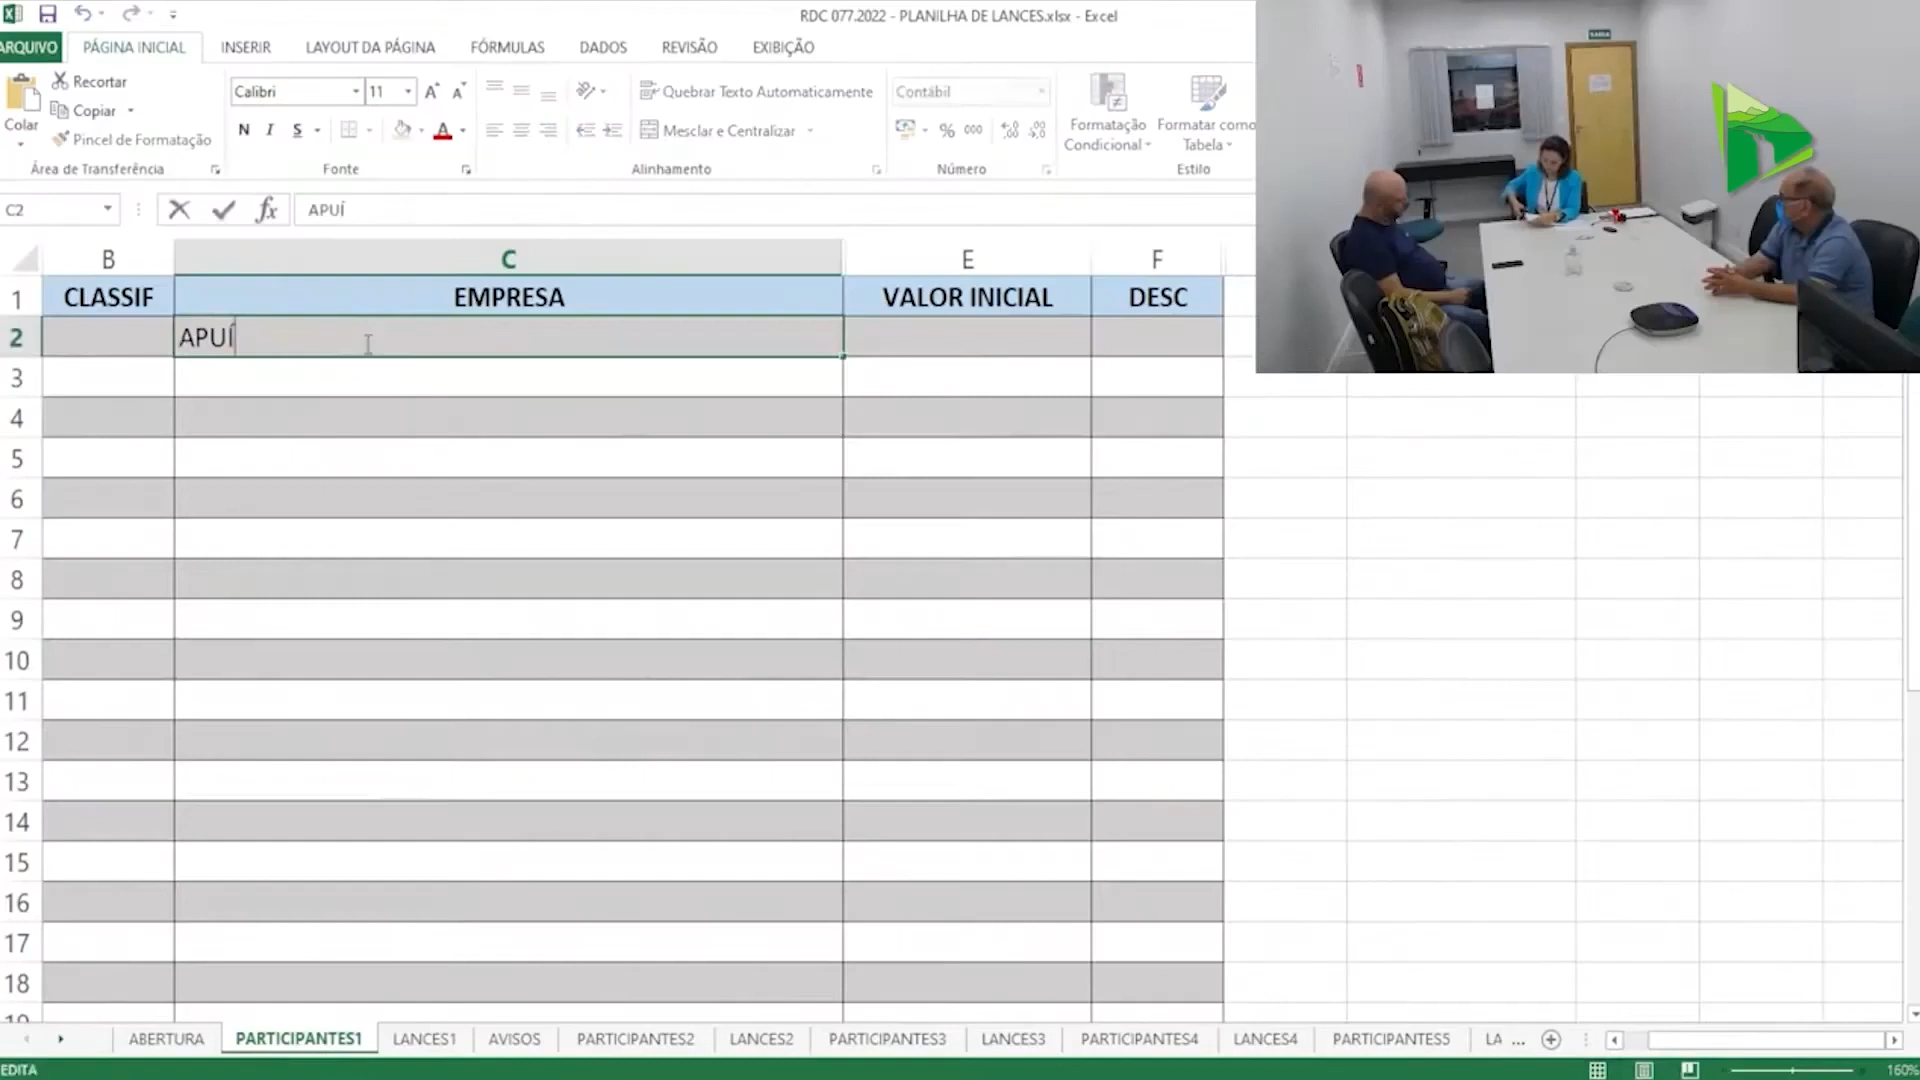 RDC 077.2022 - PLANILHA DE LANCES.xlsx - Excel
ARQUIVO PÁGINA INICIAL INSERIR LAYOUT DA PÁGINA FÓRMULAS DADOS REVISÃO EXIBIÇÃO
Recortar
Copiar
Pincel de Formatação
Colar
Área de Transferência
Calibri 11
N I S
Fonte
Quebrar Texto Automaticamente
Mesclar e Centralizar
Alinhamento
Contábil
% 000
Número
Formatação Condicional
Formatar como Tabela
Estilo
C2 fx APUÍ
B C E F
1 CLASSIF EMPRESA VALOR INICIAL DESC
2 APUÍ
3
4
5
6
7
8
9
10
11
12
13
14
15
16
17
18
19
ABERTURA PARTICIPANTES1 LANCES1 AVISOS PARTICIPANTES2 LANCES2 PARTICIPANTES3 LANCES3 PARTICIPANTES4 LANCES4 PARTICIPANTES5 LA ...
EDITA 160%